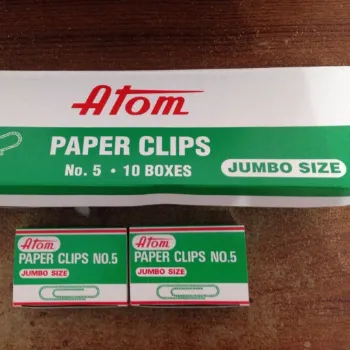 Atom
PAPER CLIPS
No. 5 • 10 BOXES
JUMBO SIZE
Atom
PAPER CLIPS NO.5
JUMBO SIZE
Atom
PAPER CLIPS NO.5
JUMBO SIZE